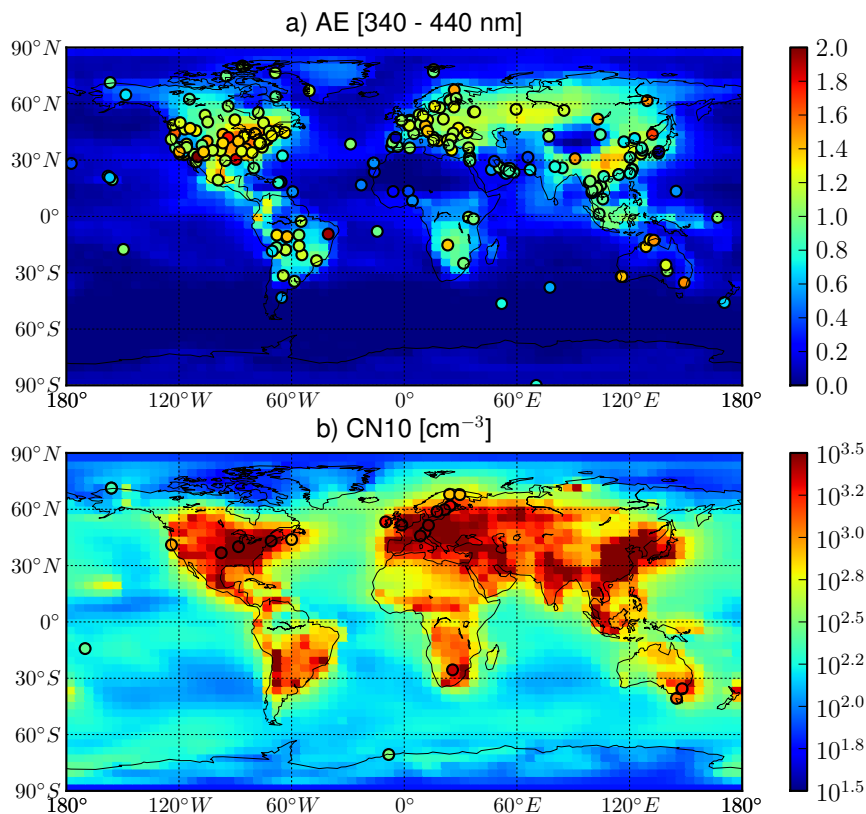 a) AE [340 - 440 nm]
90°N
60°N
30°N
0°
30°S
60°S
90°S
180° 120°W 60°W 0° 60°E 120°E 180°
2.0
1.8
1.6
1.4
1.2
1.0
0.8
0.6
0.4
0.2
0.0
b) CN10 [cm⁻³]
90°N
60°N
30°N
0°
30°S
60°S
90°S
180° 120°W 60°W 0° 60°E 120°E 180°
10^3.5
10^3.2
10^3.0
10^2.8
10^2.5
10^2.2
10^2.0
10^1.8
10^1.5